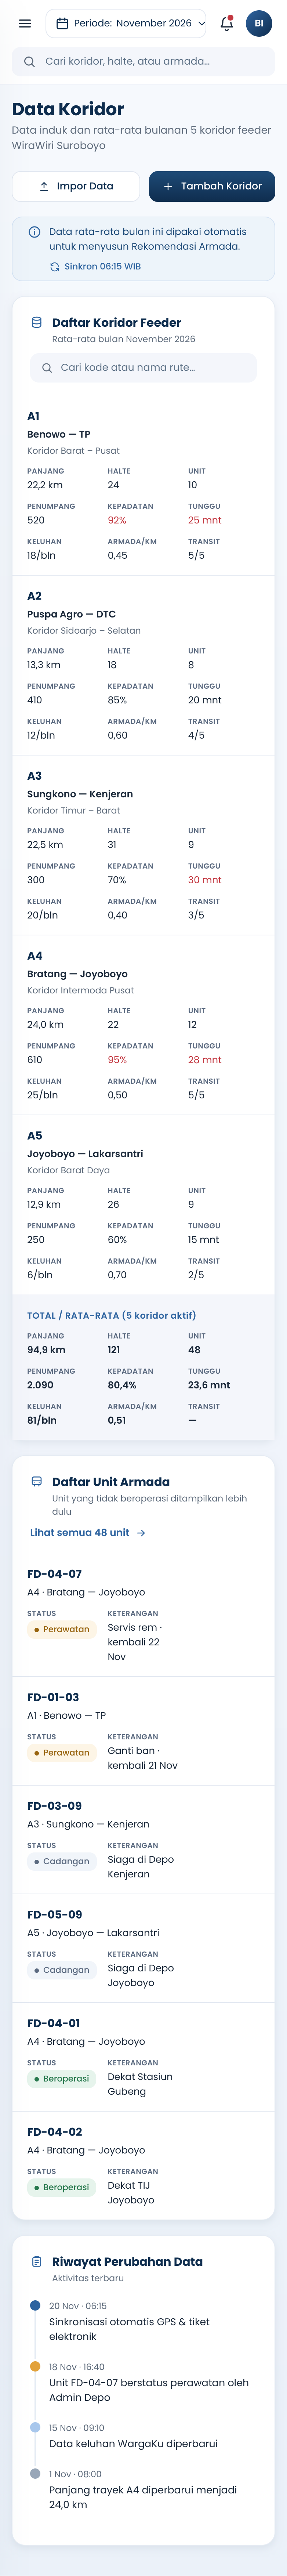 Periode: November 2026
BI
Cari koridor, halte, atau armada...
Data Koridor
Data induk dan rata-rata bulanan 5 koridor feeder
WiraWiri Suroboyo
Impor Data
Tambah Koridor
Data rata-rata bulan ini dipakai otomatis
untuk menyusun Rekomendasi Armada.
Sinkron 06:15 WIB
Daftar Koridor Feeder
Rata-rata bulan November 2026
Cari kode atau nama rute...
A1
Benowo — TP
Koridor Barat – Pusat
PANJANG HALTE UNIT
22,2 km 24 10
PENUMPANG KEPADATAN TUNGGU
520 92% 25 mnt
KELUHAN ARMADA/KM TRANSIT
18/bln 0,45 5/5
A2
Puspa Agro — DTC
Koridor Sidoarjo – Selatan
PANJANG HALTE UNIT
13,3 km 18 8
PENUMPANG KEPADATAN TUNGGU
410 85% 20 mnt
KELUHAN ARMADA/KM TRANSIT
12/bln 0,60 4/5
A3
Sungkono — Kenjeran
Koridor Timur – Barat
PANJANG HALTE UNIT
22,5 km 31 9
PENUMPANG KEPADATAN TUNGGU
300 70% 30 mnt
KELUHAN ARMADA/KM TRANSIT
20/bln 0,40 3/5
A4
Bratang — Joyoboyo
Koridor Intermoda Pusat
PANJANG HALTE UNIT
24,0 km 22 12
PENUMPANG KEPADATAN TUNGGU
610 95% 28 mnt
KELUHAN ARMADA/KM TRANSIT
25/bln 0,50 5/5
A5
Joyoboyo — Lakarsantri
Koridor Barat Daya
PANJANG HALTE UNIT
12,9 km 26 9
PENUMPANG KEPADATAN TUNGGU
250 60% 15 mnt
KELUHAN ARMADA/KM TRANSIT
6/bln 0,70 2/5
TOTAL / RATA-RATA (5 koridor aktif)
PANJANG HALTE UNIT
94,9 km 121 48
PENUMPANG KEPADATAN TUNGGU
2.090 80,4% 23,6 mnt
KELUHAN ARMADA/KM TRANSIT
81/bln 0,51 —
Daftar Unit Armada
Unit yang tidak beroperasi ditampilkan lebih
dulu
Lihat semua 48 unit →
FD-04-07
A4 · Bratang — Joyoboyo
STATUS KETERANGAN
Perawatan Servis rem ·
kembali 22
Nov
FD-01-03
A1 · Benowo — TP
STATUS KETERANGAN
Perawatan Ganti ban ·
kembali 21 Nov
FD-03-09
A3 · Sungkono — Kenjeran
STATUS KETERANGAN
Cadangan Siaga di Depo
Kenjeran
FD-05-09
A5 · Joyoboyo — Lakarsantri
STATUS KETERANGAN
Cadangan Siaga di Depo
Joyoboyo
FD-04-01
A4 · Bratang — Joyoboyo
STATUS KETERANGAN
Beroperasi Dekat Stasiun
Gubeng
FD-04-02
A4 · Bratang — Joyoboyo
STATUS KETERANGAN
Beroperasi Dekat TIJ
Joyoboyo
Riwayat Perubahan Data
Aktivitas terbaru
20 Nov · 06:15
Sinkronisasi otomatis GPS & tiket
elektronik
18 Nov · 16:40
Unit FD-04-07 berstatus perawatan oleh
Admin Depo
15 Nov · 09:10
Data keluhan WargaKu diperbarui
1 Nov · 08:00
Panjang trayek A4 diperbarui menjadi
24,0 km